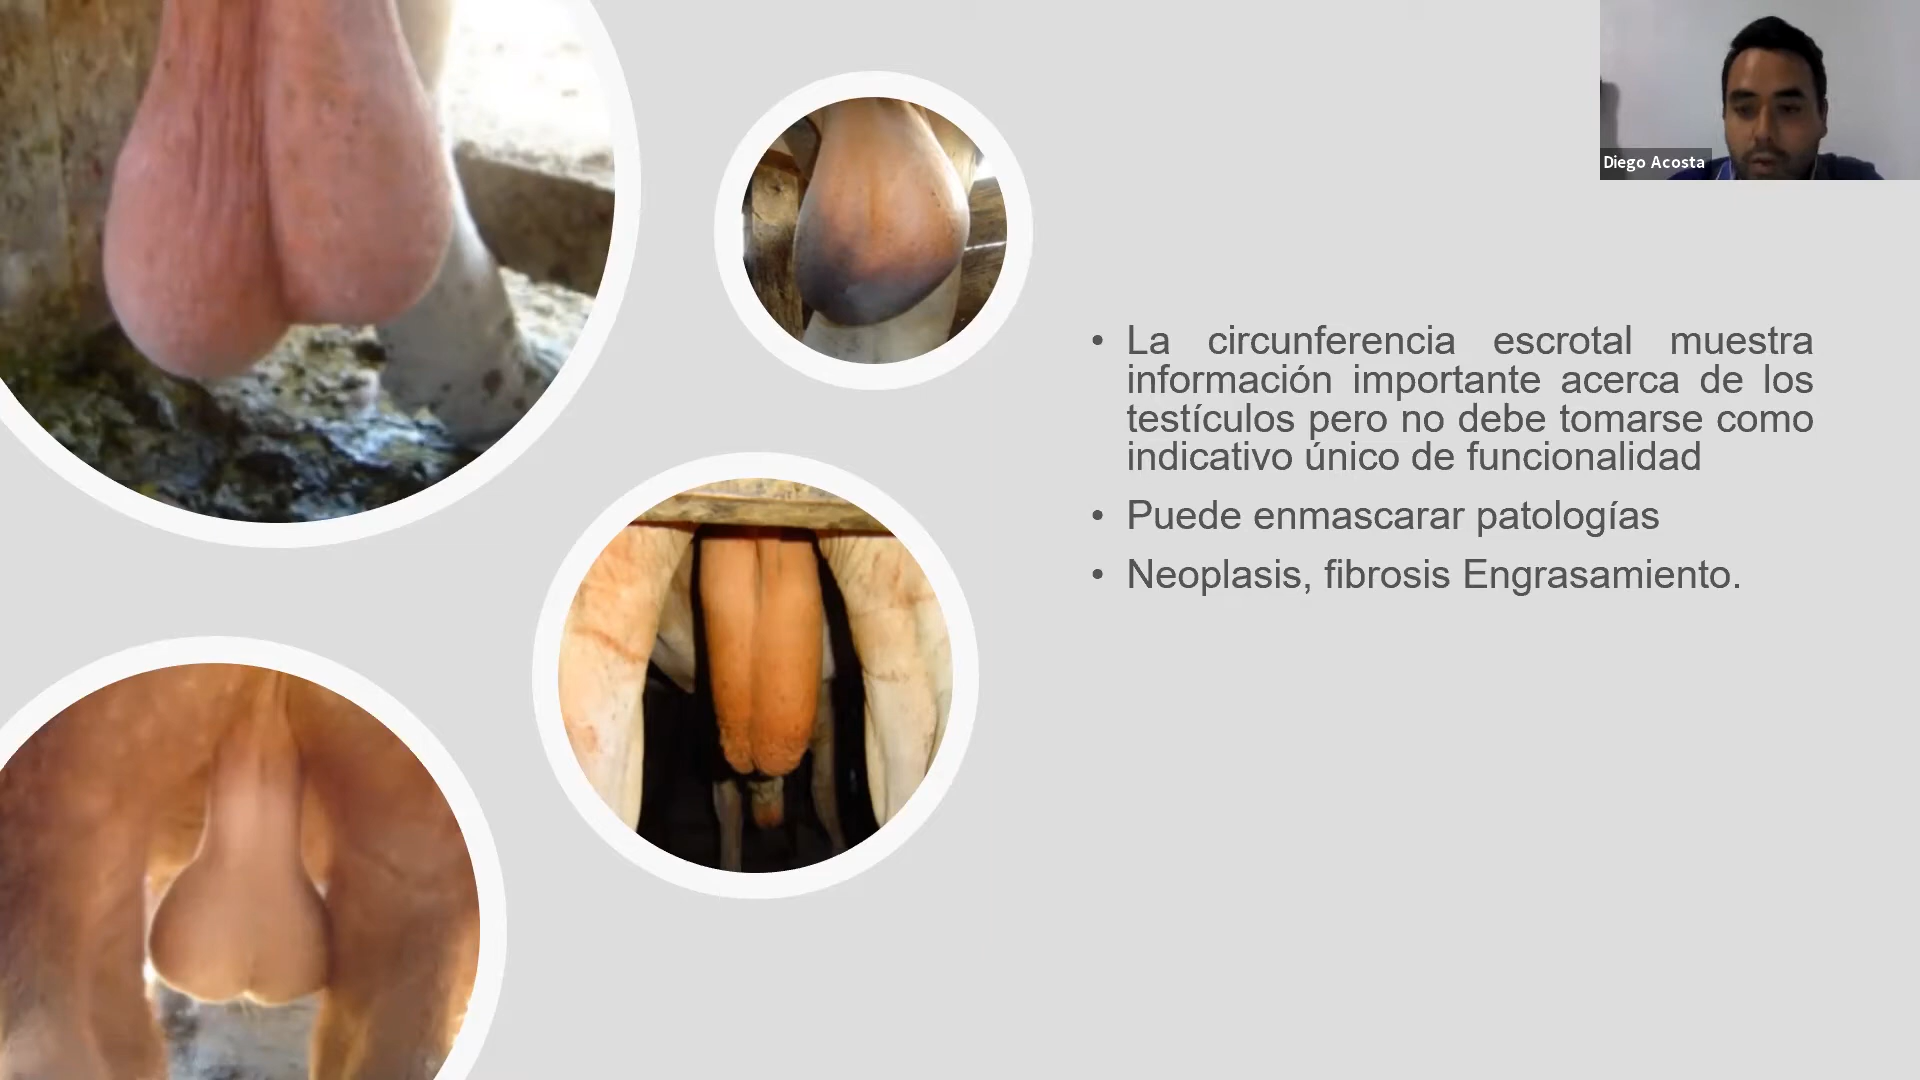 Diego Acosta
• La circunferencia escrotal muestra
información importante acerca de los
testículos pero no debe tomarse como
indicativo único de funcionalidad
• Puede enmascarar patologías
• Neoplasis, fibrosis Engrasamiento.